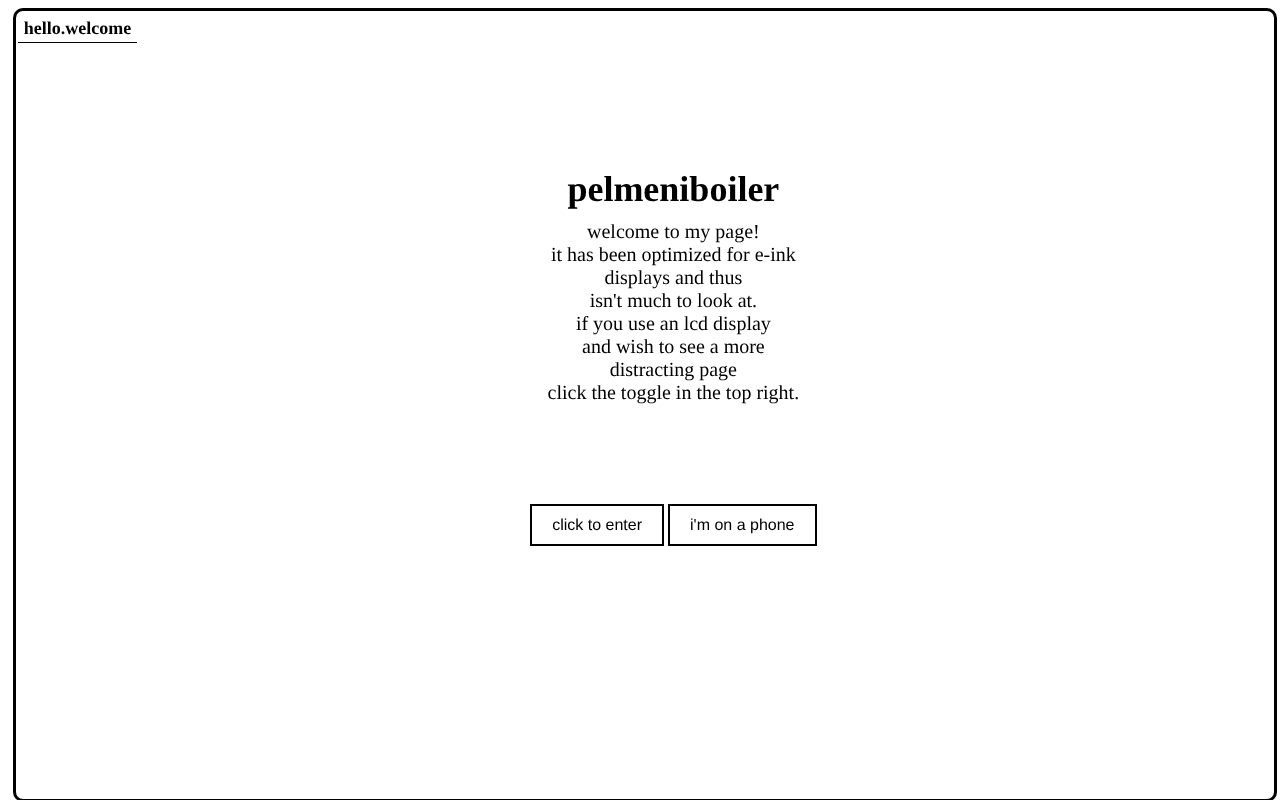 hello.welcome
pelmeniboiler
welcome to my page!
it has been optimized for e-ink
displays and thus
isn't much to look at.
if you use an lcd display
and wish to see a more
distracting page
click the toggle in the top right.
click to enter
i'm on a phone